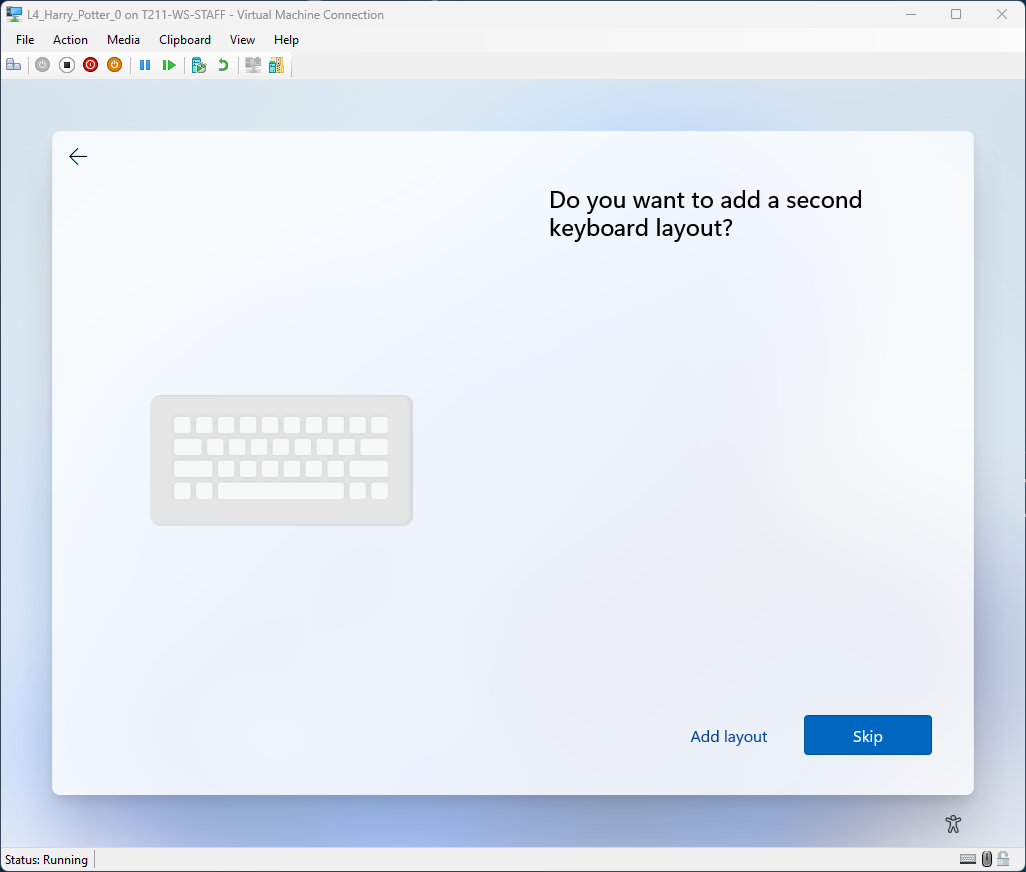 L4_Harry_Potter_0 on T211-WS-STAFF - Virtual Machine Connection
File Action Media Clipboard View Help
Do you want to add a second
keyboard layout?
Add layout Skip
Status: Running